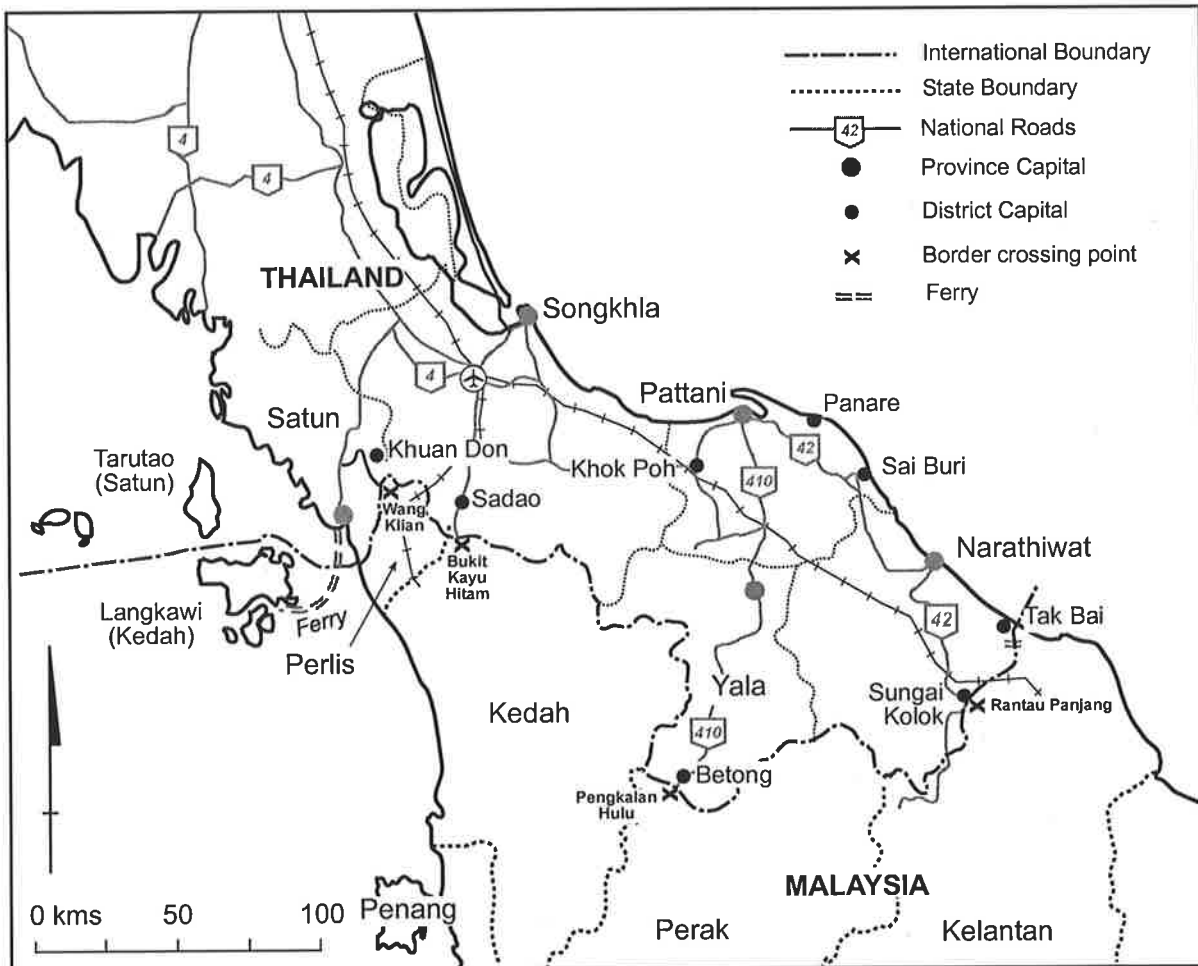 International Boundary
State Boundary
42 National Roads
Province Capital
District Capital
Border crossing point
Ferry
4
4
THAILAND
Songkhla
4
Pattani
Panare
Satun
Khuan Don
Khok Poh
42
410
Sai Buri
Tarutao
(Satun)
Wang
Klian
Sadao
Bukit
Kayu
Hitam
Narathiwat
Langkawi
(Kedah)
Ferry
Perlis
42
Tak Bai
Kedah
Yala
Sungai
Kolok
Rantau Panjang
410
Betong
Pengkalan
Hulu
MALAYSIA
0 kms 50 100
Penang
Perak
Kelantan